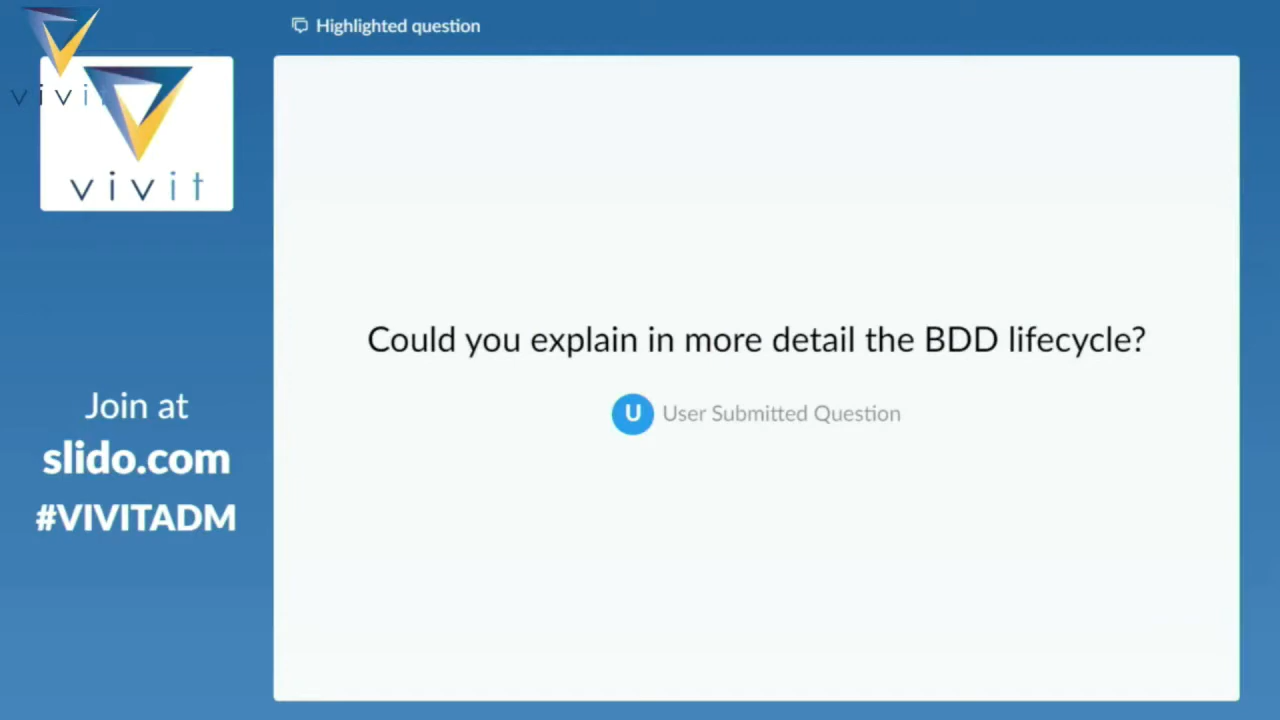 Highlighted question
vivit
vivit
Could you explain in more detail the BDD lifecycle?
U User Submitted Question
Join at
slido.com
#VIVITADM